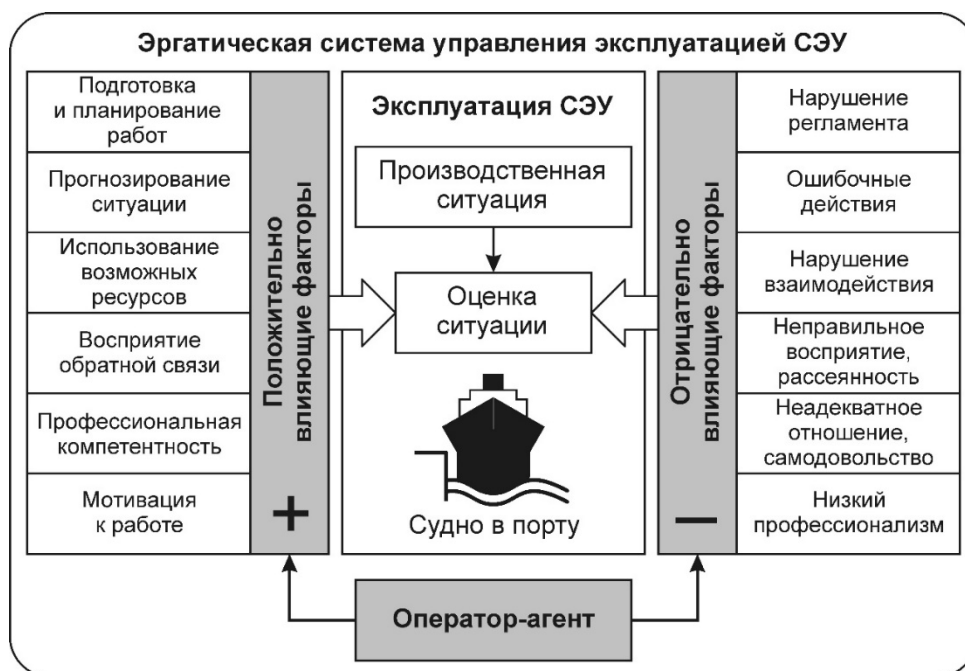 Эргатическая система управления эксплуатацией СЭУ
Подготовка
и планирование
работ
Прогнозирование
ситуации
Использование
возможных
ресурсов
Восприятие
обратной связи
Профессиональная
компетентность
Мотивация
к работе
Положительно
влияющие факторы
+
Эксплуатация СЭУ
Производственная
ситуация
Оценка
ситуации
Судно в порту
Отрицательно
влияющие факторы
—
Нарушение
регламента
Ошибочные
действия
Нарушение
взаимодействия
Неправильное
восприятие,
рассеянность
Неадекватное
отношение,
самодовольство
Низкий
профессионализм
Оператор-агент